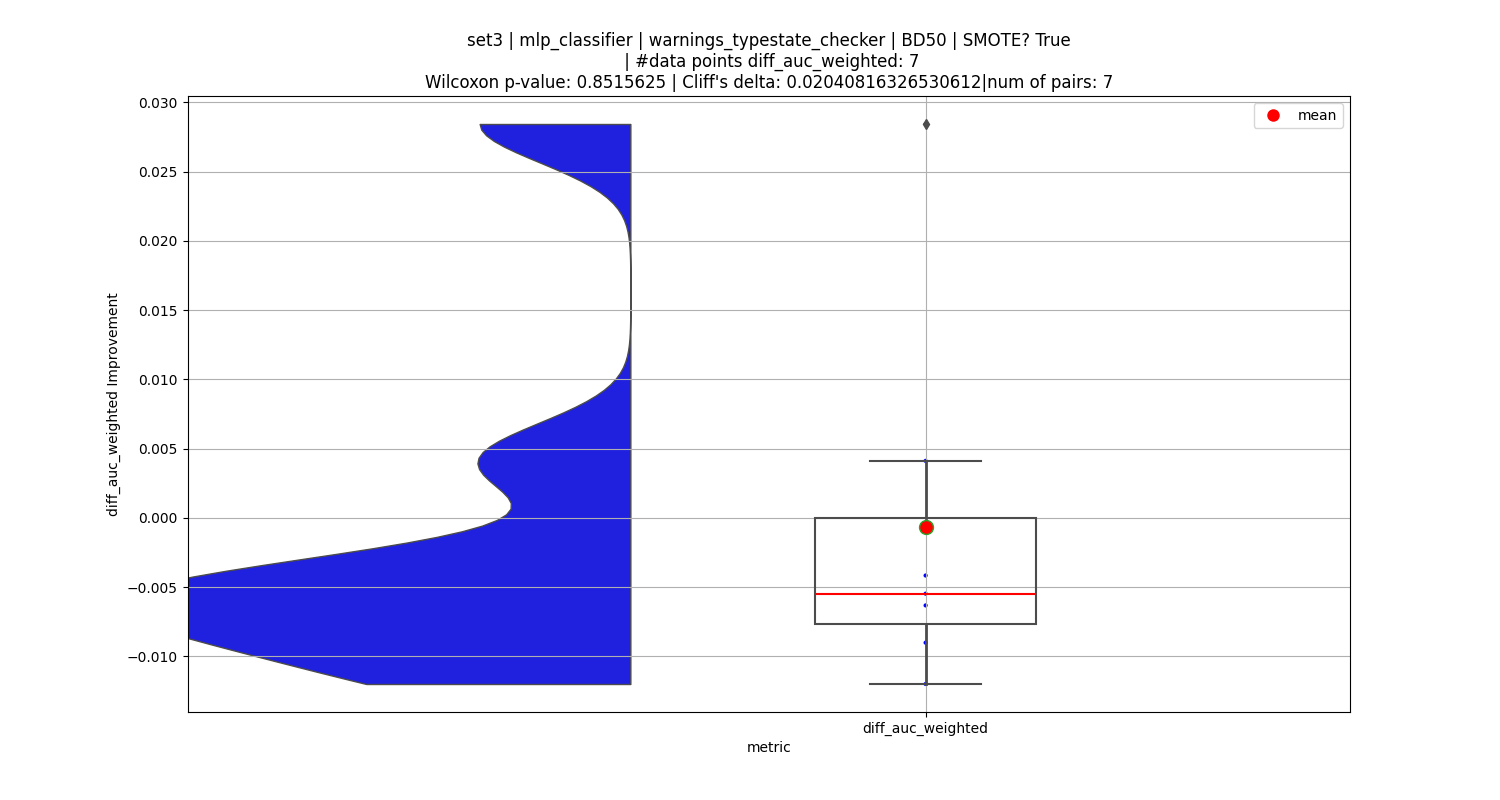 set3 | mlp_classifier | warnings_typestate_checker | BD50 | SMOTE? True
| #data points diff_auc_weighted: 7
Wilcoxon p-value: 0.8515625 | Cliff's delta: 0.02040816326530612|num of pairs: 7
mean
0.030
0.025
0.020
0.015
0.010
0.005
0.000
−0.005
−0.010
diff_auc_weighted Improvement
diff_auc_weighted
metric